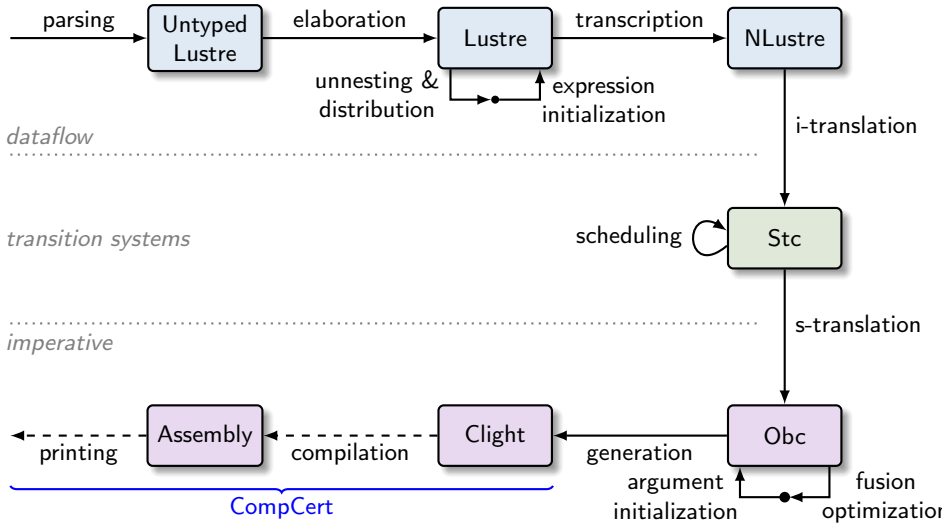 parsing
Untyped
Lustre
elaboration
Lustre
transcription
NLustre
unnesting &
distribution
expression
initialization
dataflow
i-translation
transition systems
scheduling
Stc
imperative
s-translation
printing
Assembly
compilation
Clight
generation
Obc
argument
initialization
fusion
optimization
CompCert